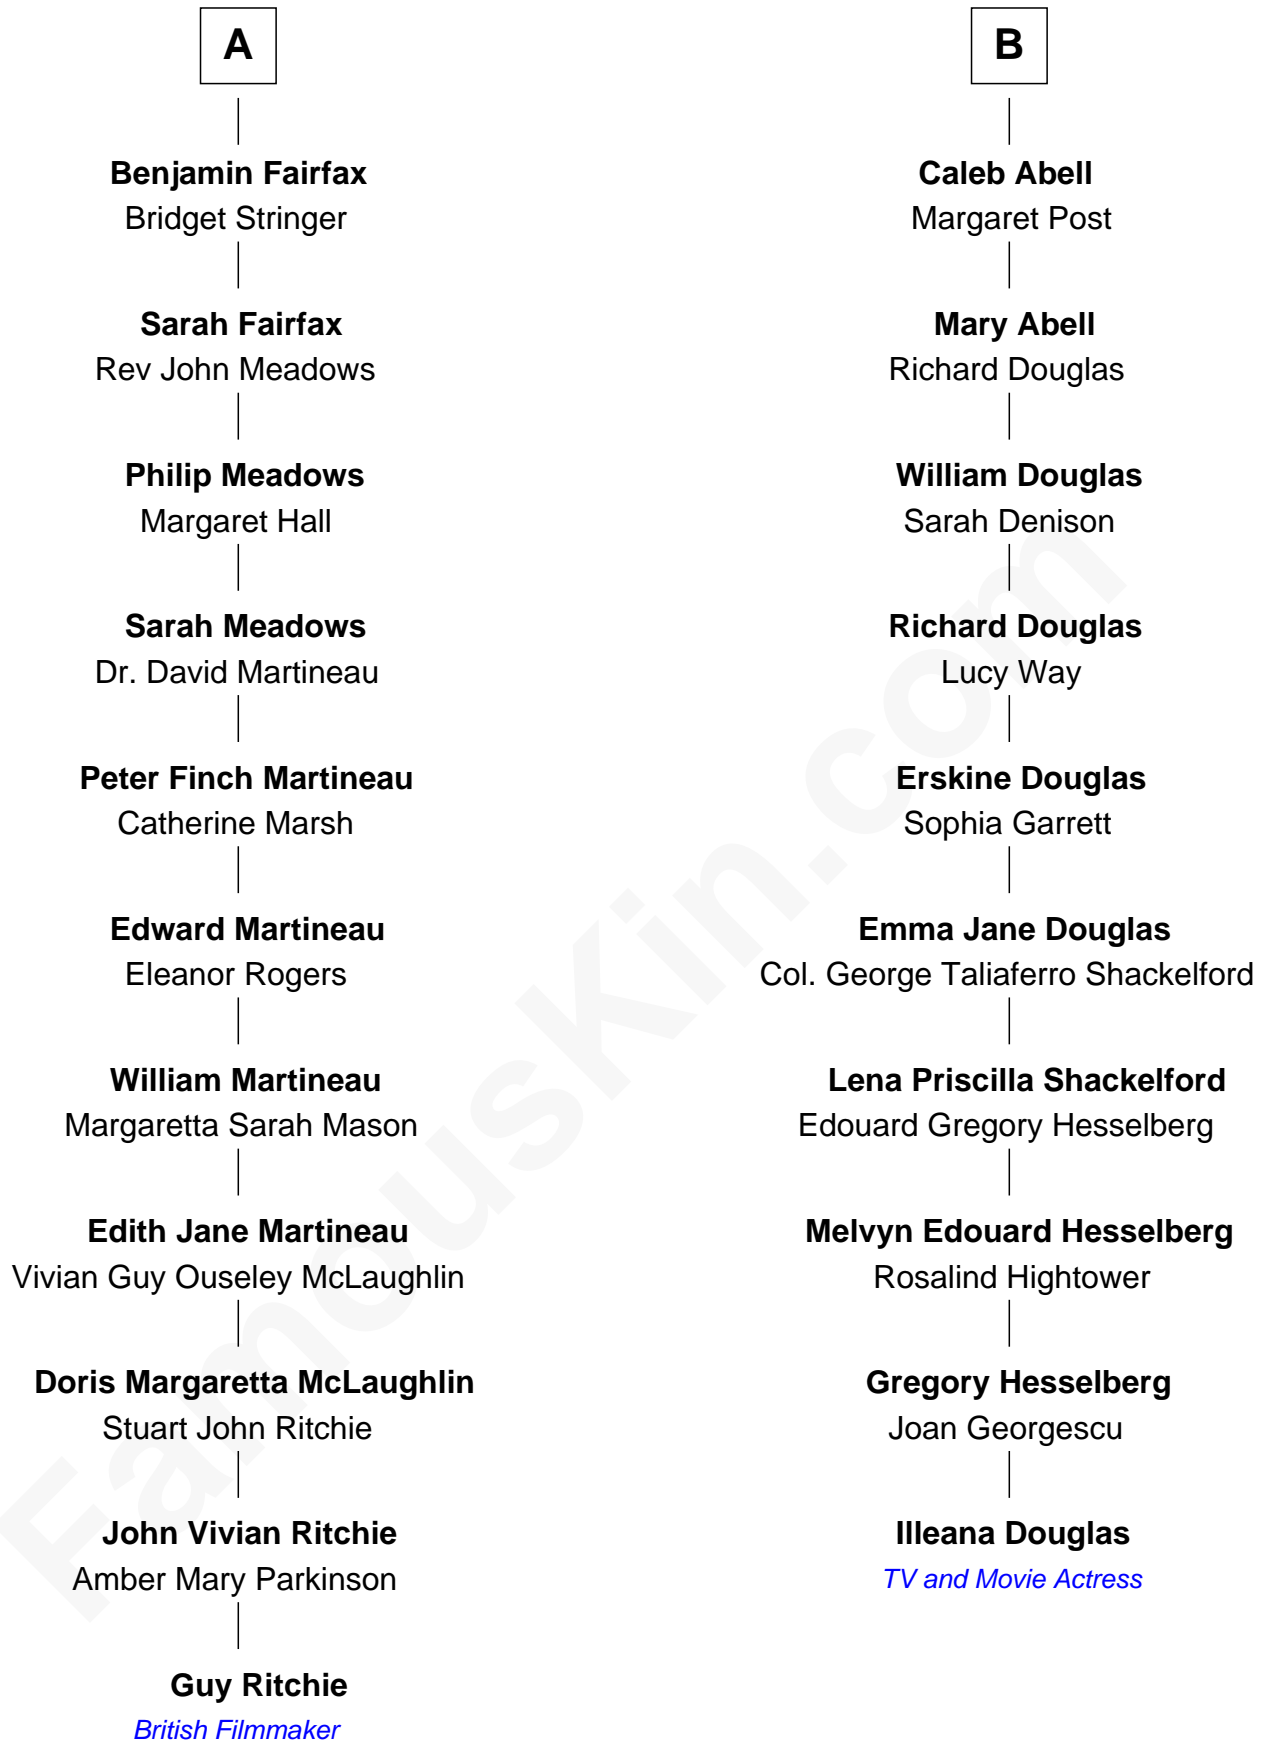 A
Benjamin Fairfax
Bridget Stringer
Sarah Fairfax
Rev John Meadows
Philip Meadows
Margaret Hall
Sarah Meadows
Dr. David Martineau
Peter Finch Martineau
Catherine Marsh
Edward Martineau
Eleanor Rogers
William Martineau
Margaretta Sarah Mason
Edith Jane Martineau
Vivian Guy Ouseley McLaughlin
Doris Margaretta McLaughlin
Stuart John Ritchie
John Vivian Ritchie
Amber Mary Parkinson
Guy Ritchie
British Filmmaker
B
Caleb Abell
Margaret Post
Mary Abell
Richard Douglas
William Douglas
Sarah Denison
Richard Douglas
Lucy Way
Erskine Douglas
Sophia Garrett
Emma Jane Douglas
Col. George Taliaferro Shackelford
Lena Priscilla Shackelford
Edouard Gregory Hesselberg
Melvyn Edouard Hesselberg
Rosalind Hightower
Gregory Hesselberg
Joan Georgescu
Illeana Douglas
TV and Movie Actress
FamousKin.com